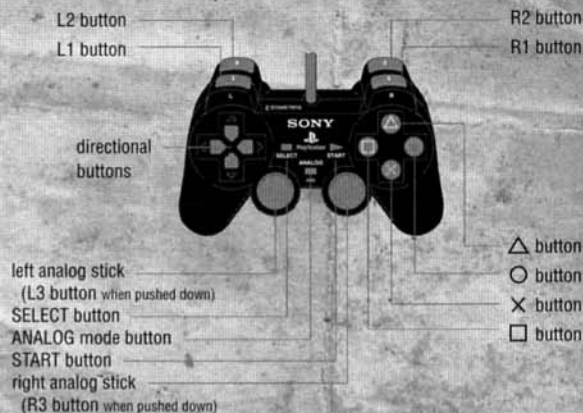 L2 button
L1 button
R2 button
R1 button
SONY
PlayStation
SELECT
START
ANALOG
L
R
directional
buttons
△ button
○ button
× button
□ button
left analog stick
(L3 button when pushed down)
SELECT button
ANALOG mode button
START button
right analog stick
(R3 button when pushed down)